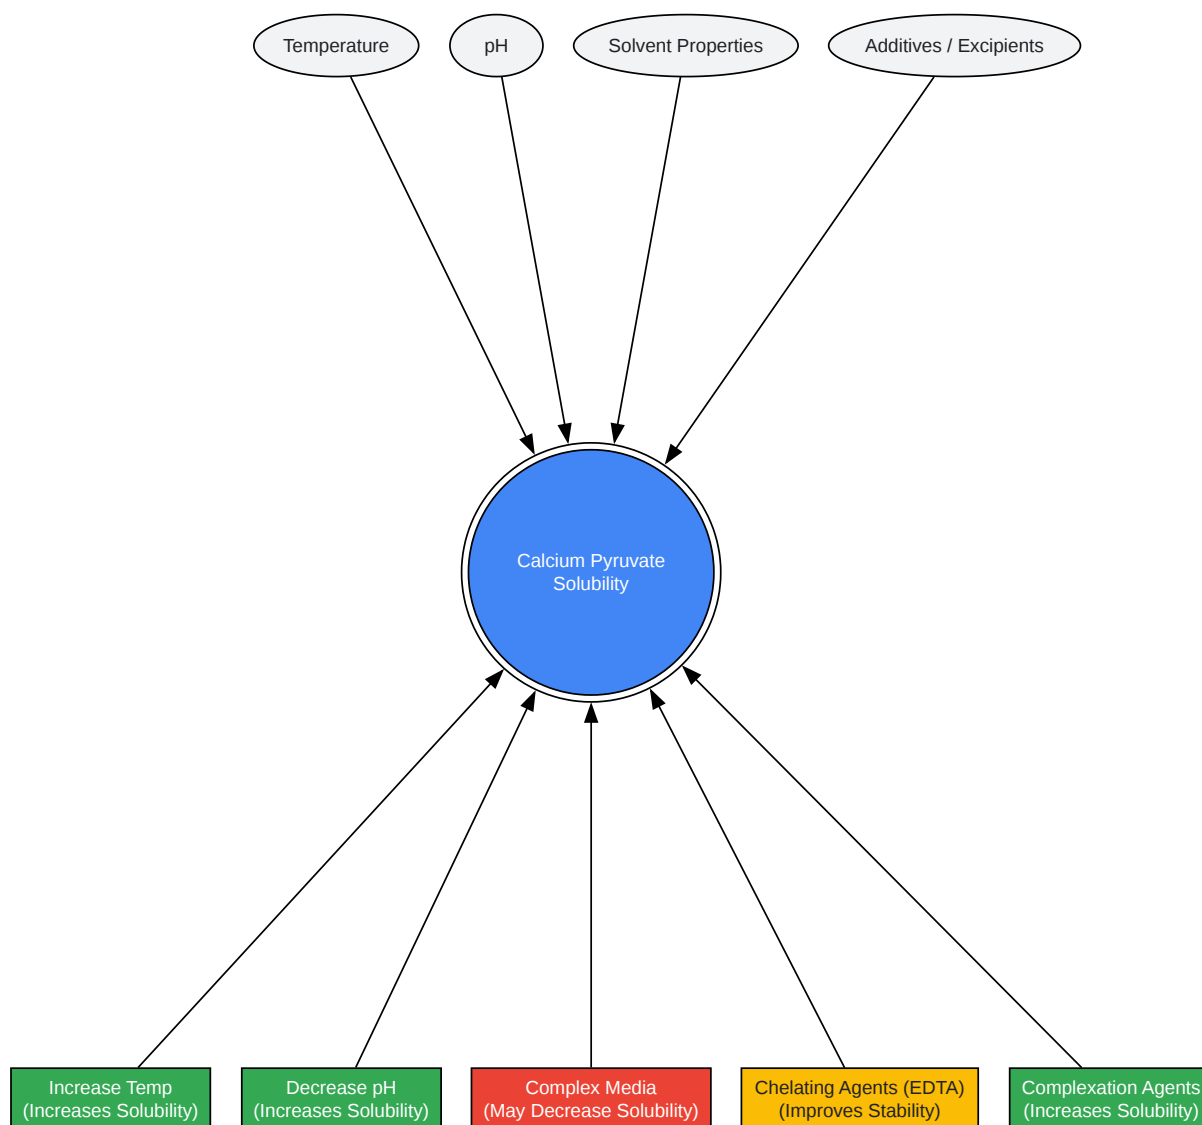 Temperature
pH
Solvent Properties
Additives / Excipients
Calcium Pyruvate
Solubility
Increase Temp
(Increases Solubility)
Decrease pH
(Increases Solubility)
Complex Media
(May Decrease Solubility)
Chelating Agents (EDTA)
(Improves Stability)
Complexation Agents
(Increases Solubility)